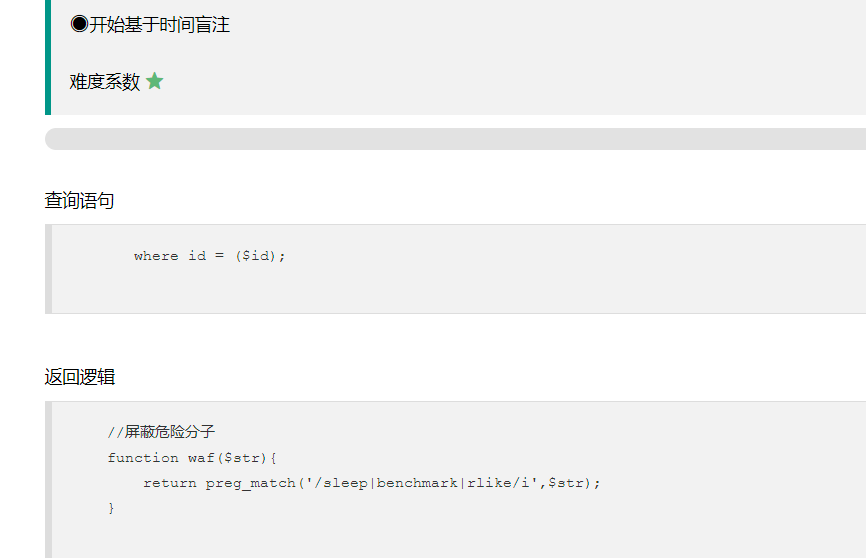 ◉开始基于时间盲注
难度系数 ★
查询语句
where id = ($id);
返回逻辑
//屏蔽危险分子
function waf($str){
return preg_match('/sleep|benchmark|rlike/i',$str);
}